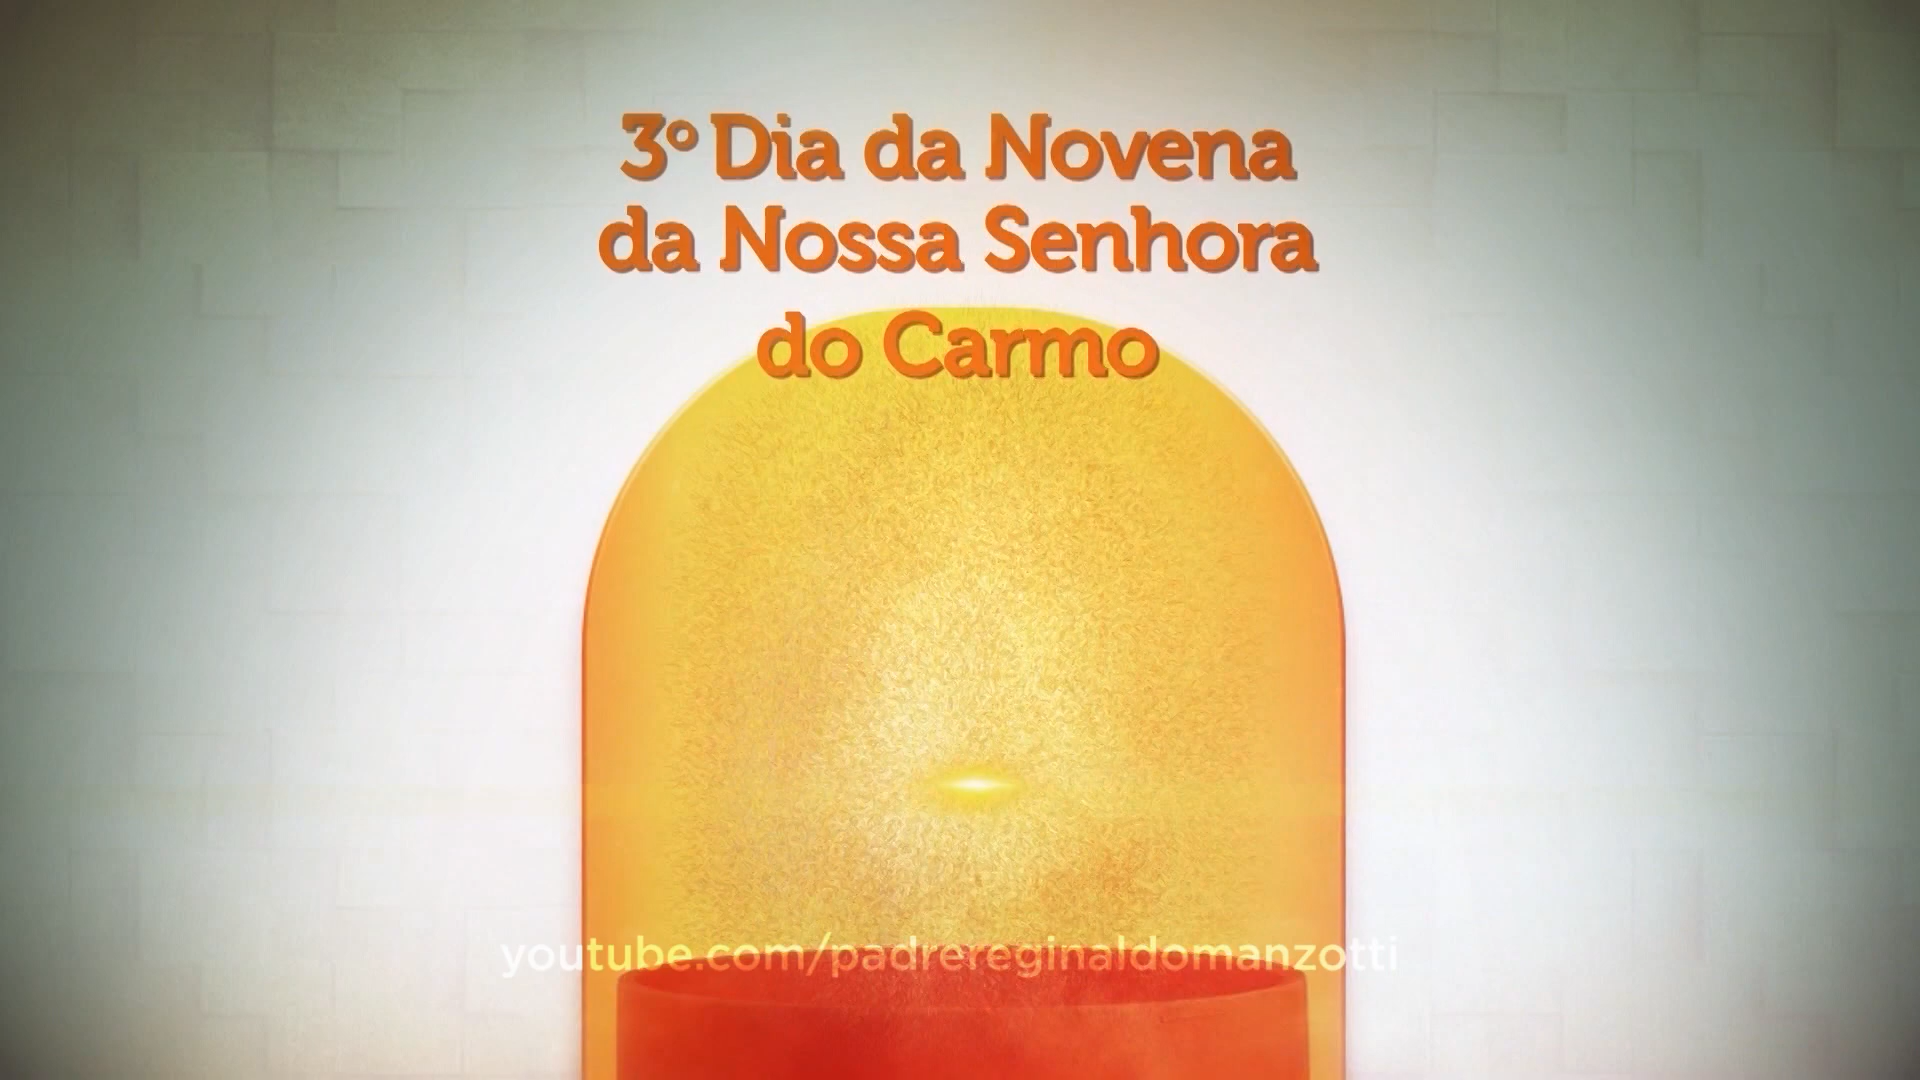 3º Dia da Novena
da Nossa Senhora
do Carmo
youtube.com/padrereginaldomanzotti